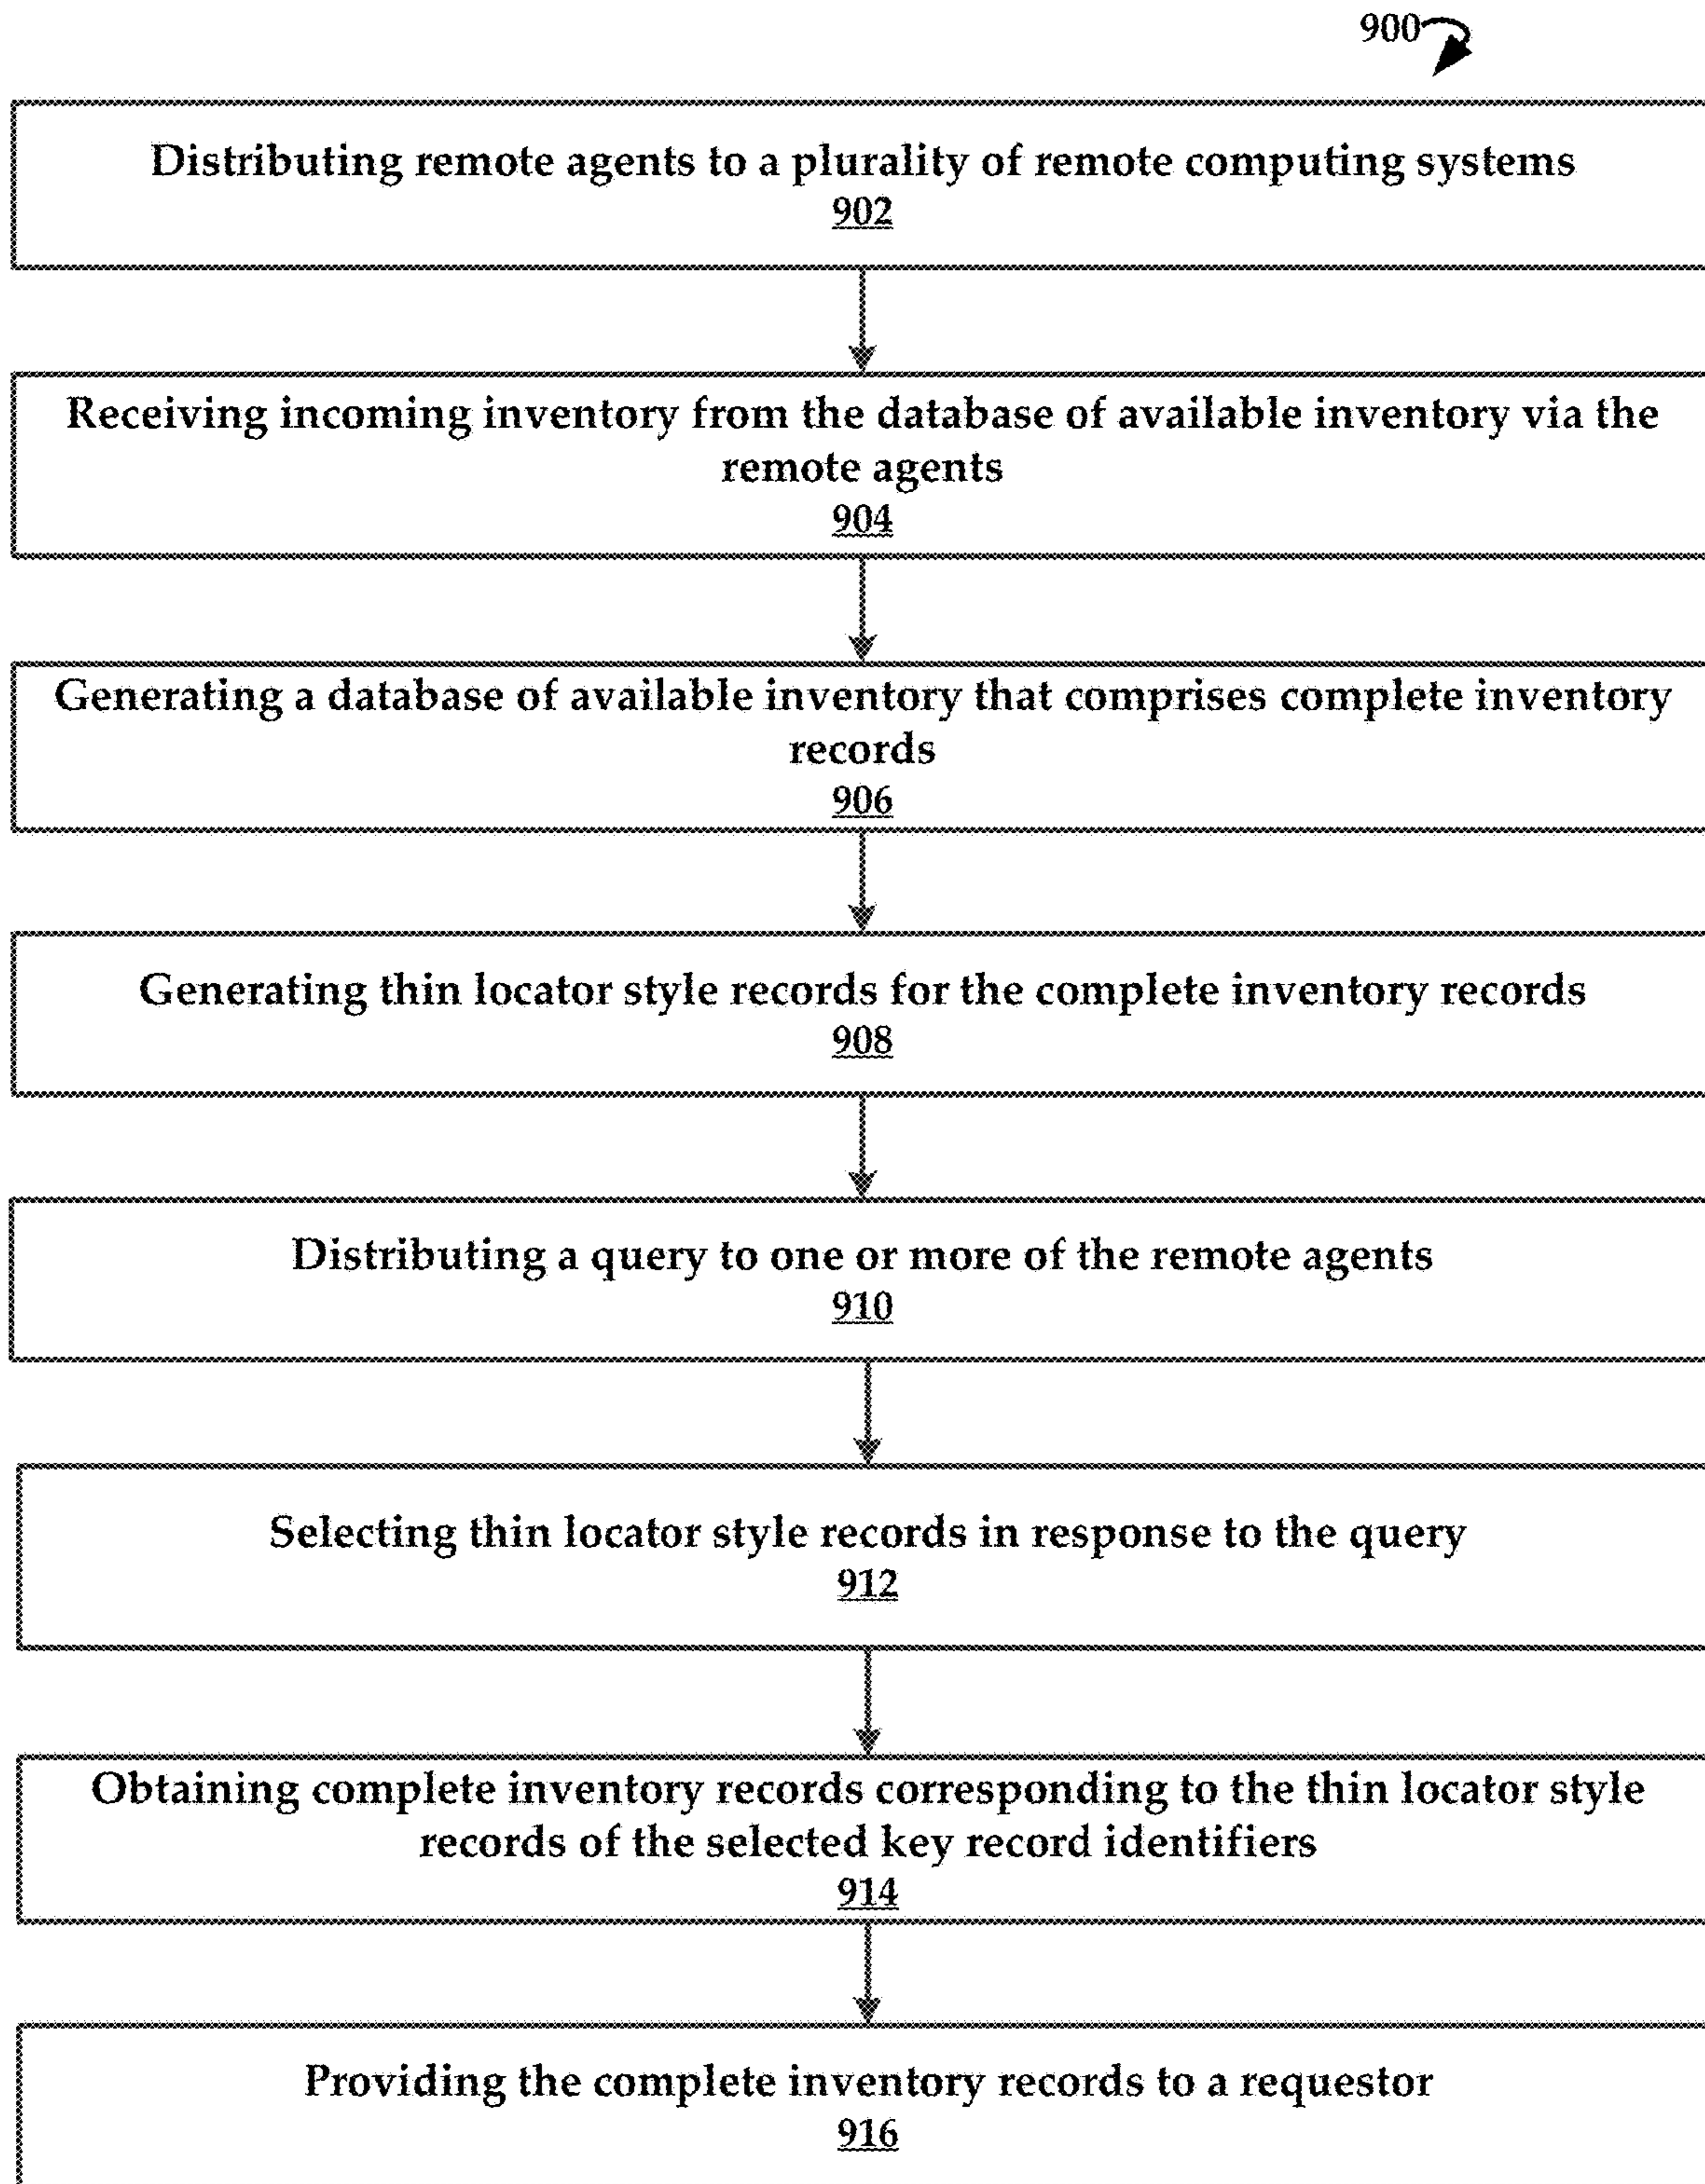 900
Distributing remote agents to a plurality of remote computing systems
902
Receiving incoming inventory from the database of available inventory via the
remote agents
904
Generating a database of available inventory that comprises complete inventory
records
906
Generating thin locator style records for the complete inventory records
908
Distributing a query to one or more of the remote agents
910
Selecting thin locator style records in response to the query
912
Obtaining complete inventory records corresponding to the thin locator style
records of the selected key record identifiers
914
Providing the complete inventory records to a requestor
916